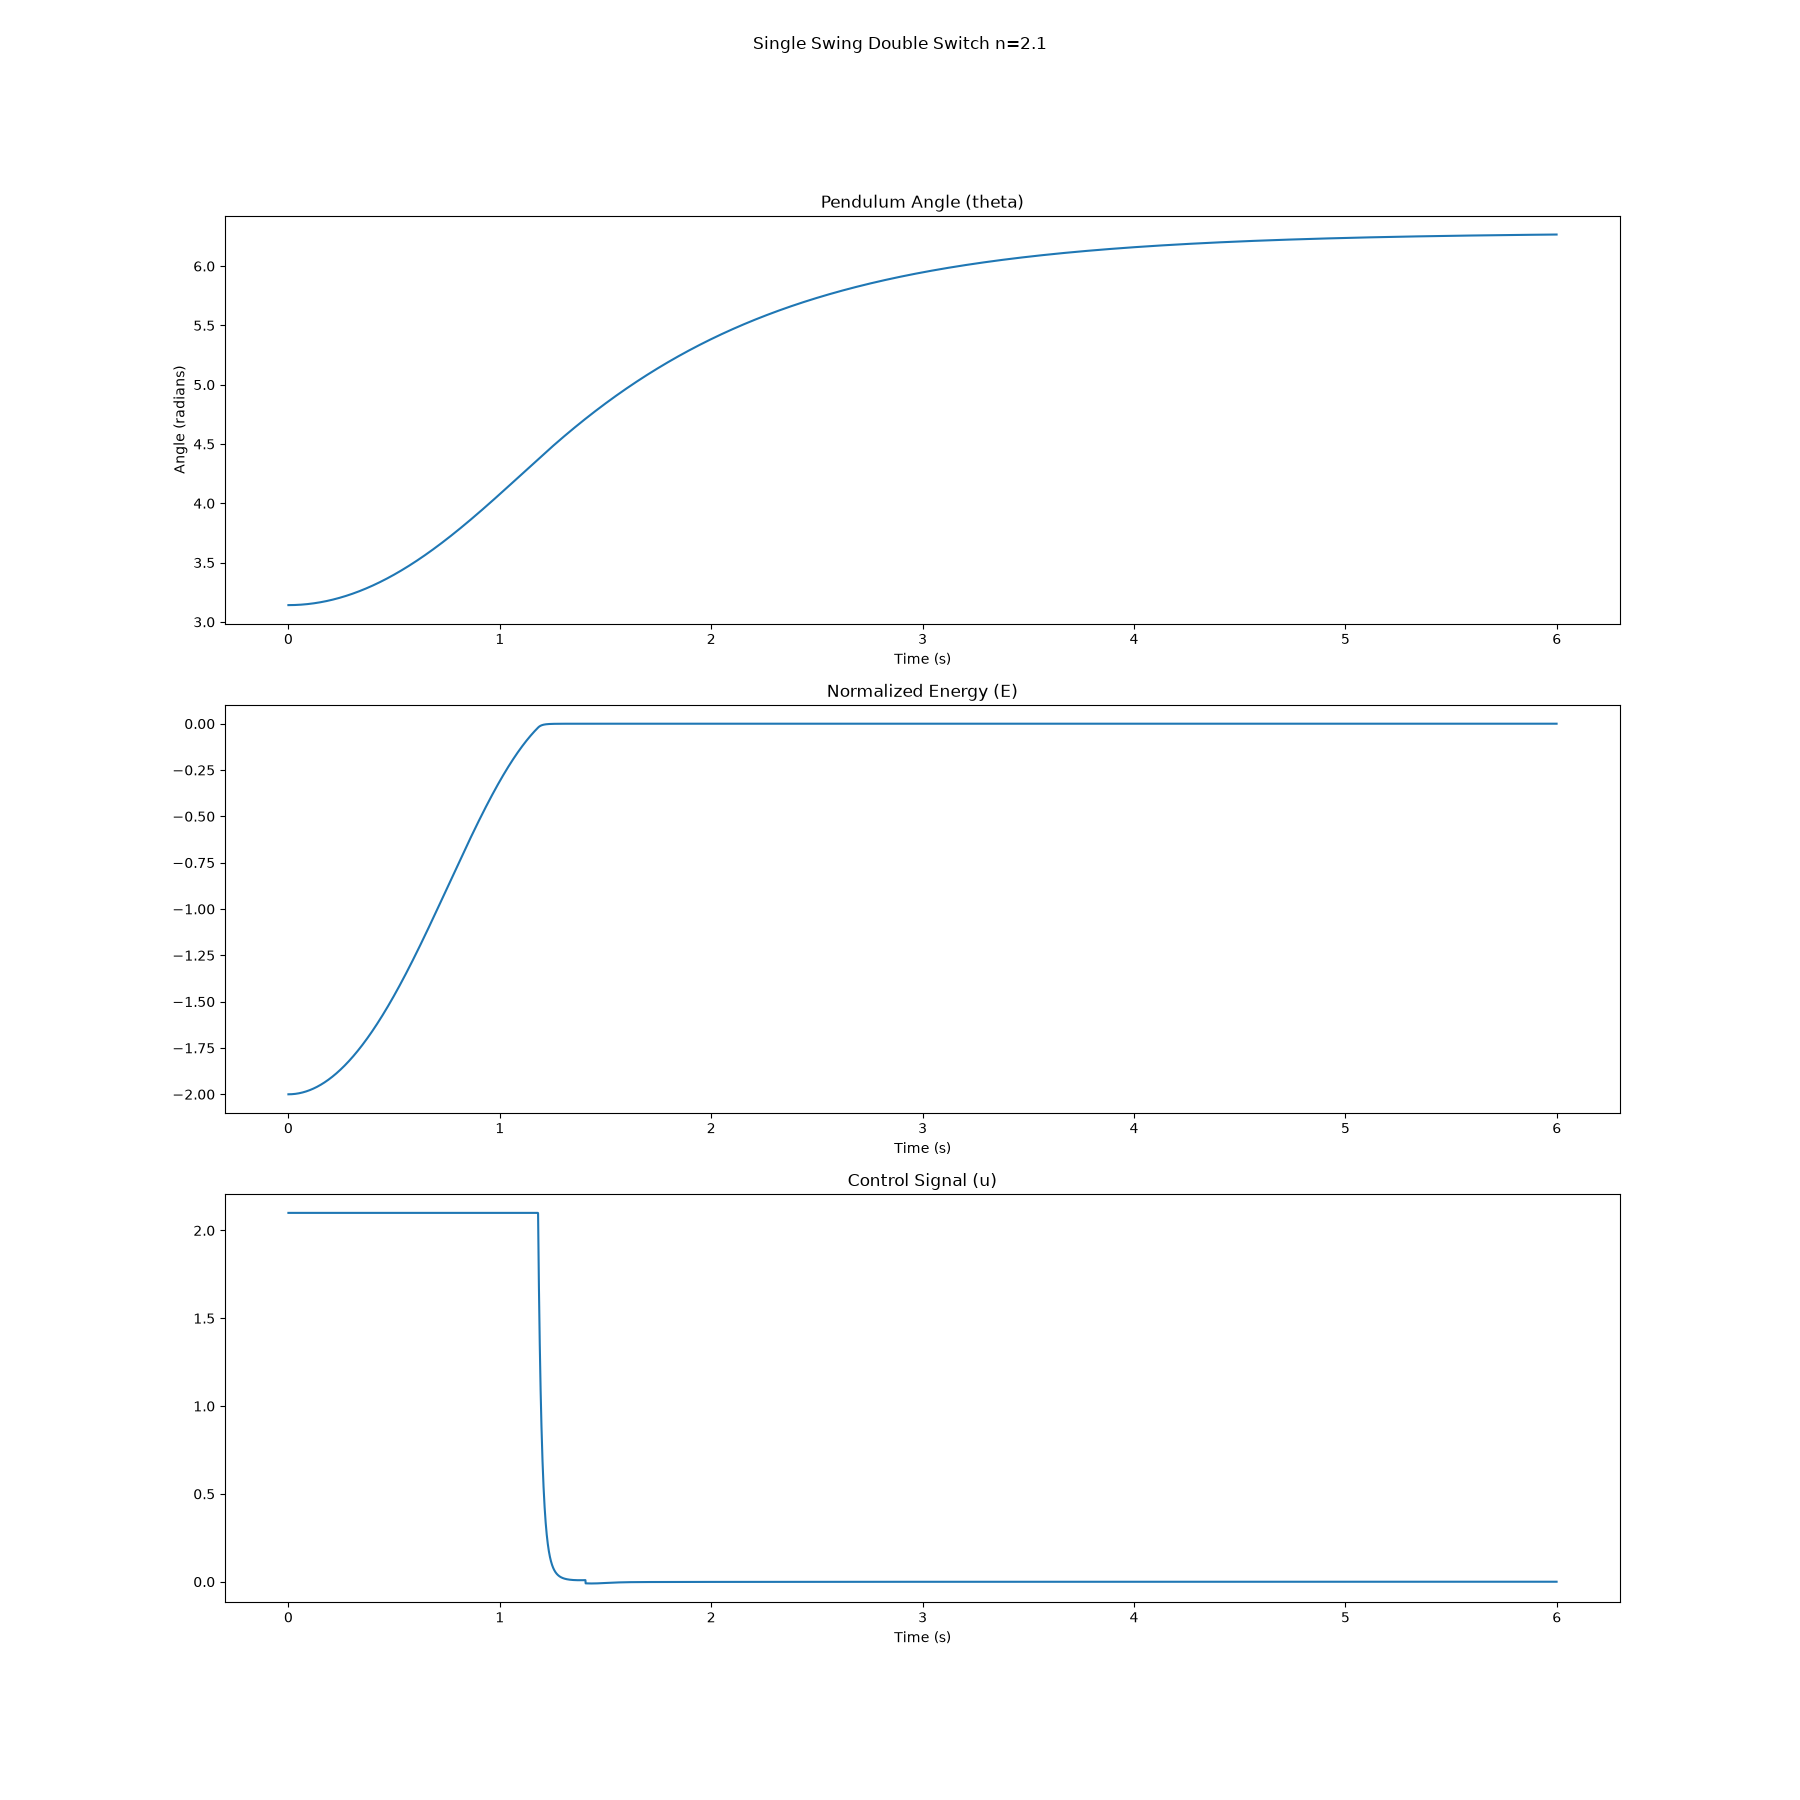 Single Swing Double Switch n=2.1
Pendulum Angle (theta)
Angle (radians)
6.0
5.5
5.0
4.5
4.0
3.5
3.0
0 1 2 3 4 5 6
Time (s)
Normalized Energy (E)
0.00
−0.25
−0.50
−0.75
−1.00
−1.25
−1.50
−1.75
−2.00
0 1 2 3 4 5 6
Time (s)
Control Signal (u)
2.0
1.5
1.0
0.5
0.0
0 1 2 3 4 5 6
Time (s)